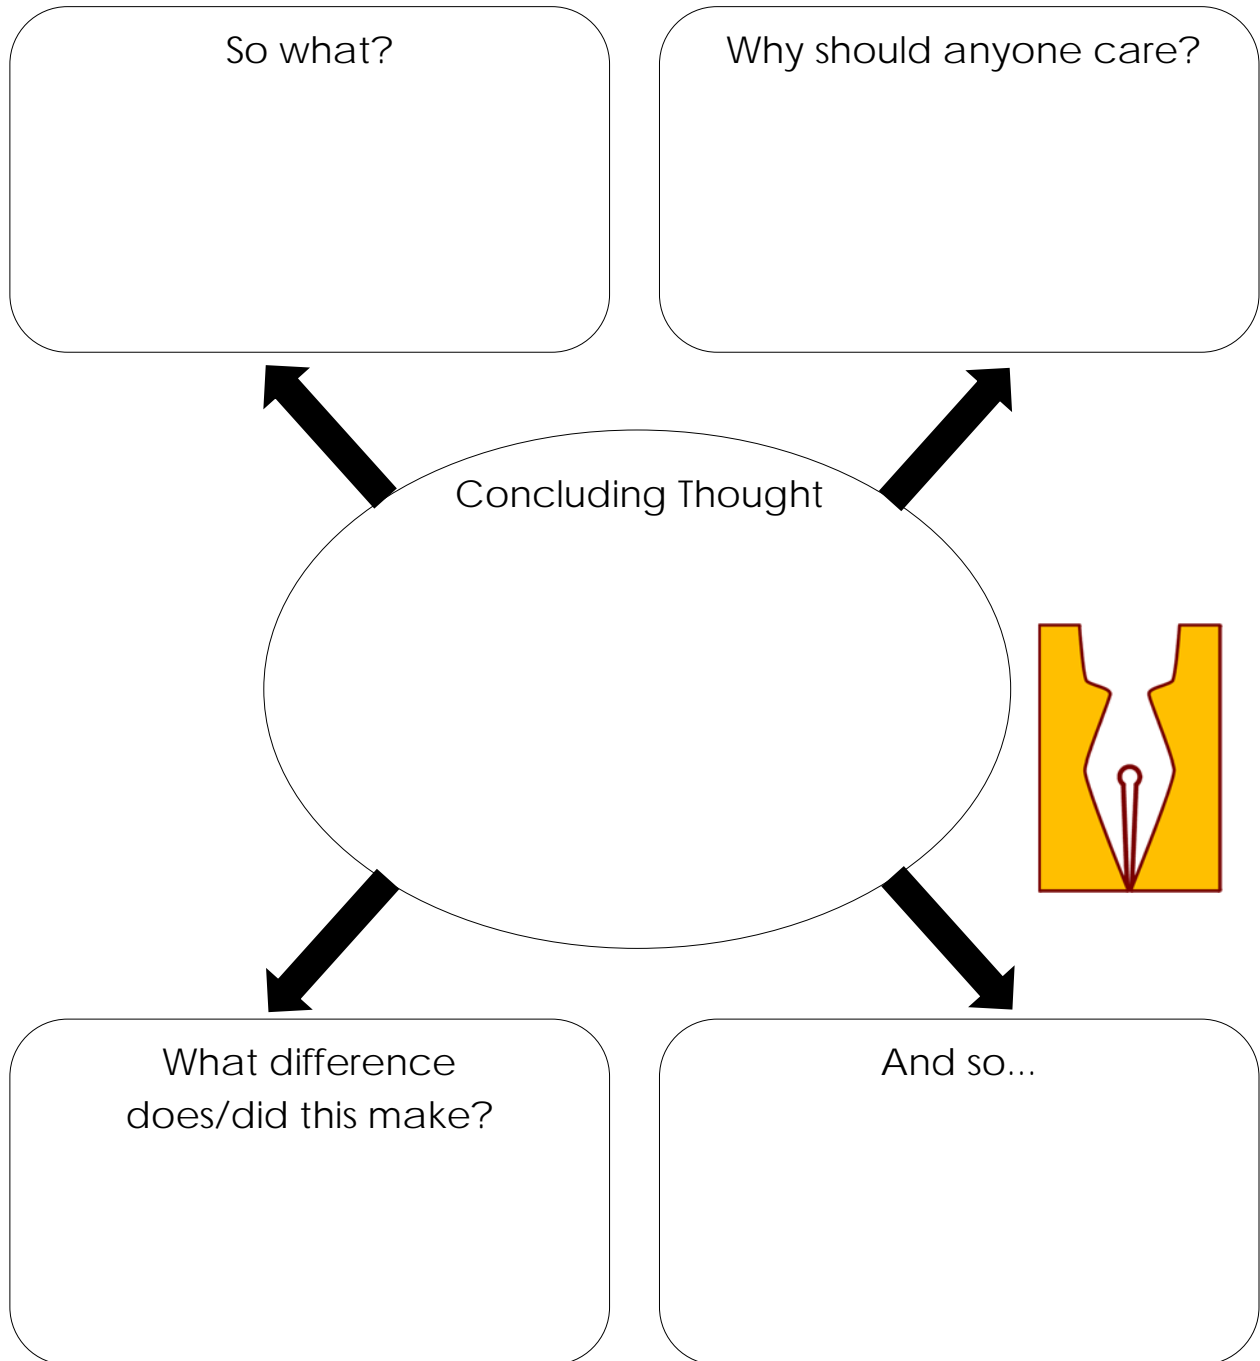 So what?
Why should anyone care?
Concluding Thought
What difference
does/did this make?
And so...